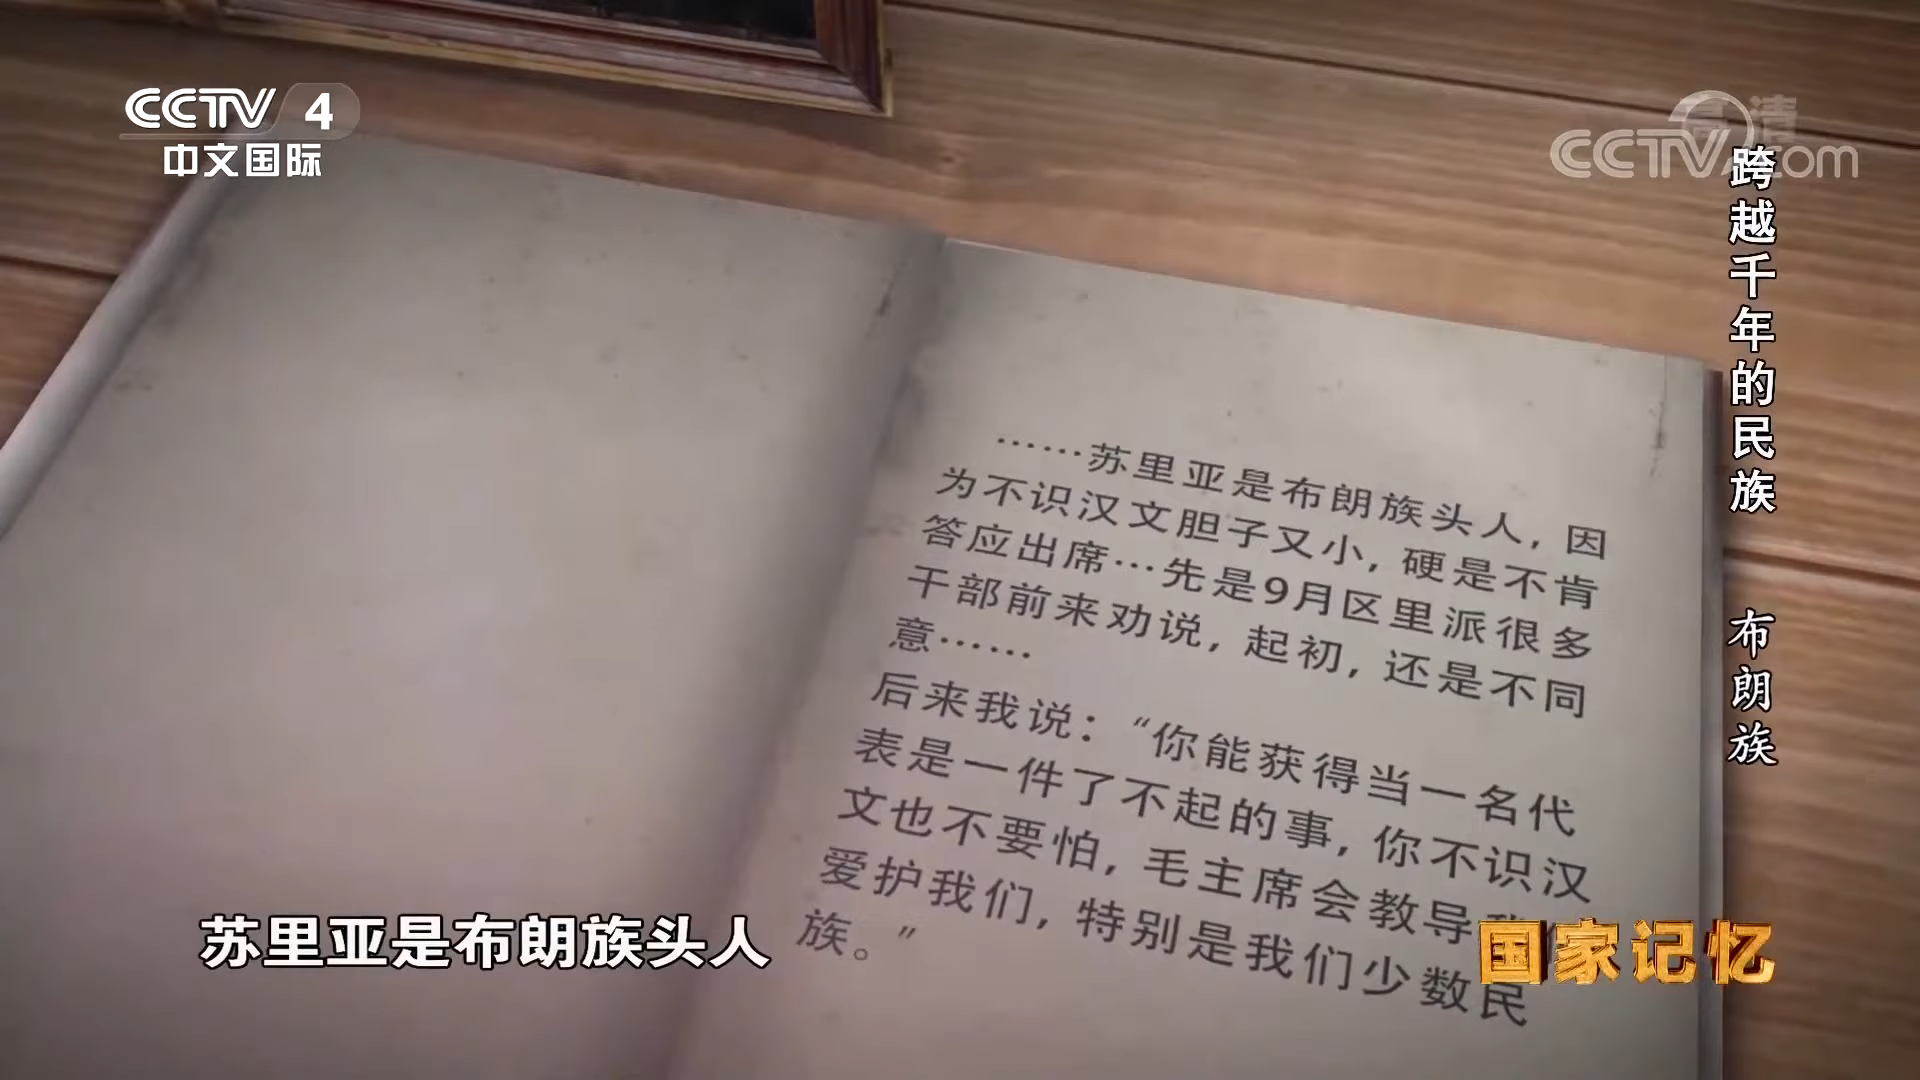 CCTV 4
中文国际
高清
CCTV.com
跨越千年的民族 布朗族
……苏里亚是布朗族头人，因
为不识汉文胆子又小，硬是不肯
答应出席…先是9月区里派很多
干部前来劝说，起初，还是不同
意……
后来我说：“你能获得当一名代
表是一件了不起的事，你不识汉
文也不要怕，毛主席会教导
爱护我们，特别是我们少数民
族。”
苏里亚是布朗族头人
国家记忆